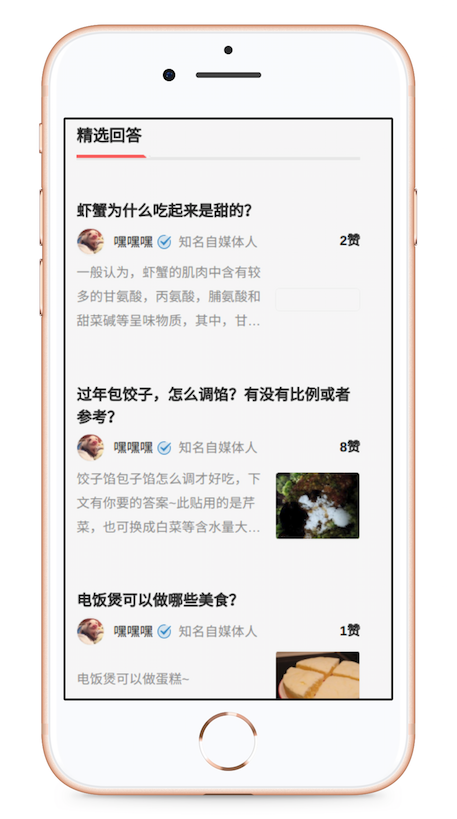 精选回答
虾蟹为什么吃起来是甜的?
嘿嘿嘿 知名自媒体人 2赞
一般认为，虾蟹的肌肉中含有较
多的甘氨酸，丙氨酸，脯氨酸和
甜菜碱等呈味物质，其中，甘...
过年包饺子，怎么调馅？有没有比例或者
参考?
嘿嘿嘿 知名自媒体人 8赞
饺子馅包子馅怎么调才好吃，下
文有你要的答案~此贴用的是芹
菜，也可换成白菜等含水量大...
电饭煲可以做哪些美食?
嘿嘿嘿 知名自媒体人 1赞
电饭煲可以做蛋糕~